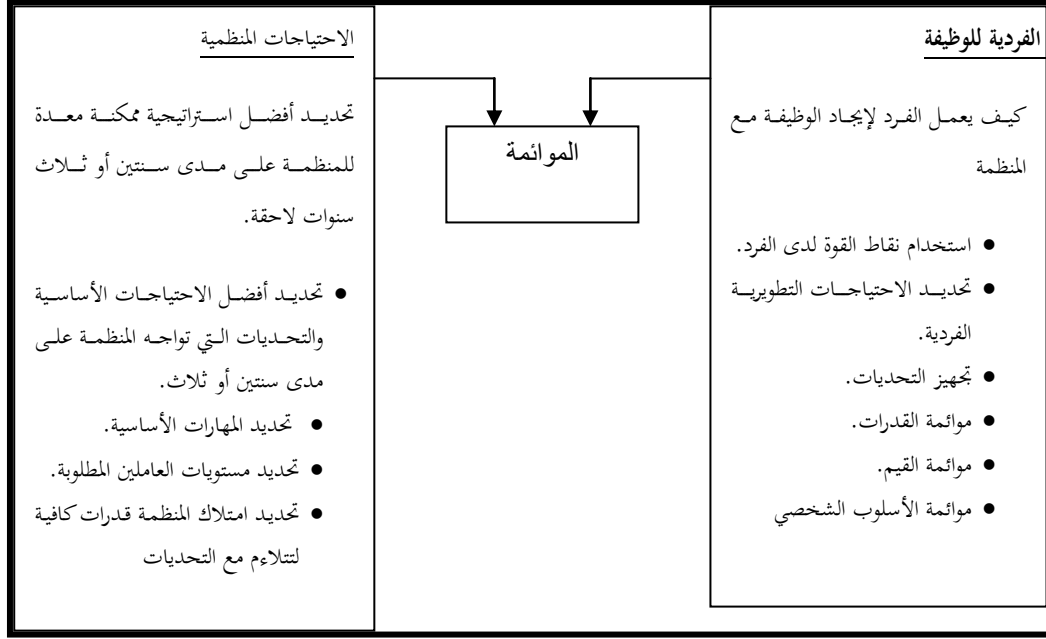 الفردية للوظيفة
كيف يعمل الفرد لإيجاد الوظيفة مع
المنظمة
● استخدام نقاط القوة لدى الفرد.
● تحديد الاحتياجات التطويرية
الفردية.
● تجهيز التحديات.
● موائمة القدرات.
● موائمة القيم.
● موائمة الأسلوب الشخصي
الموائمة
الاحتياجات المنظمية
تحديد أفضل استراتيجية ممكنة معدة
للمنظمة على مدى سنتين أو ثلاث
سنوات لاحقة.
● تحديد أفضل الاحتياجات الأساسية
والتحديات التي تواجه المنظمة على
مدى سنتين أو ثلاث.
● تحديد المهارات الأساسية.
● تحديد مستويات العاملين المطلوبة.
● تحديد امتلاك المنظمة قدرات كافية
لتتلاءم مع التحديات